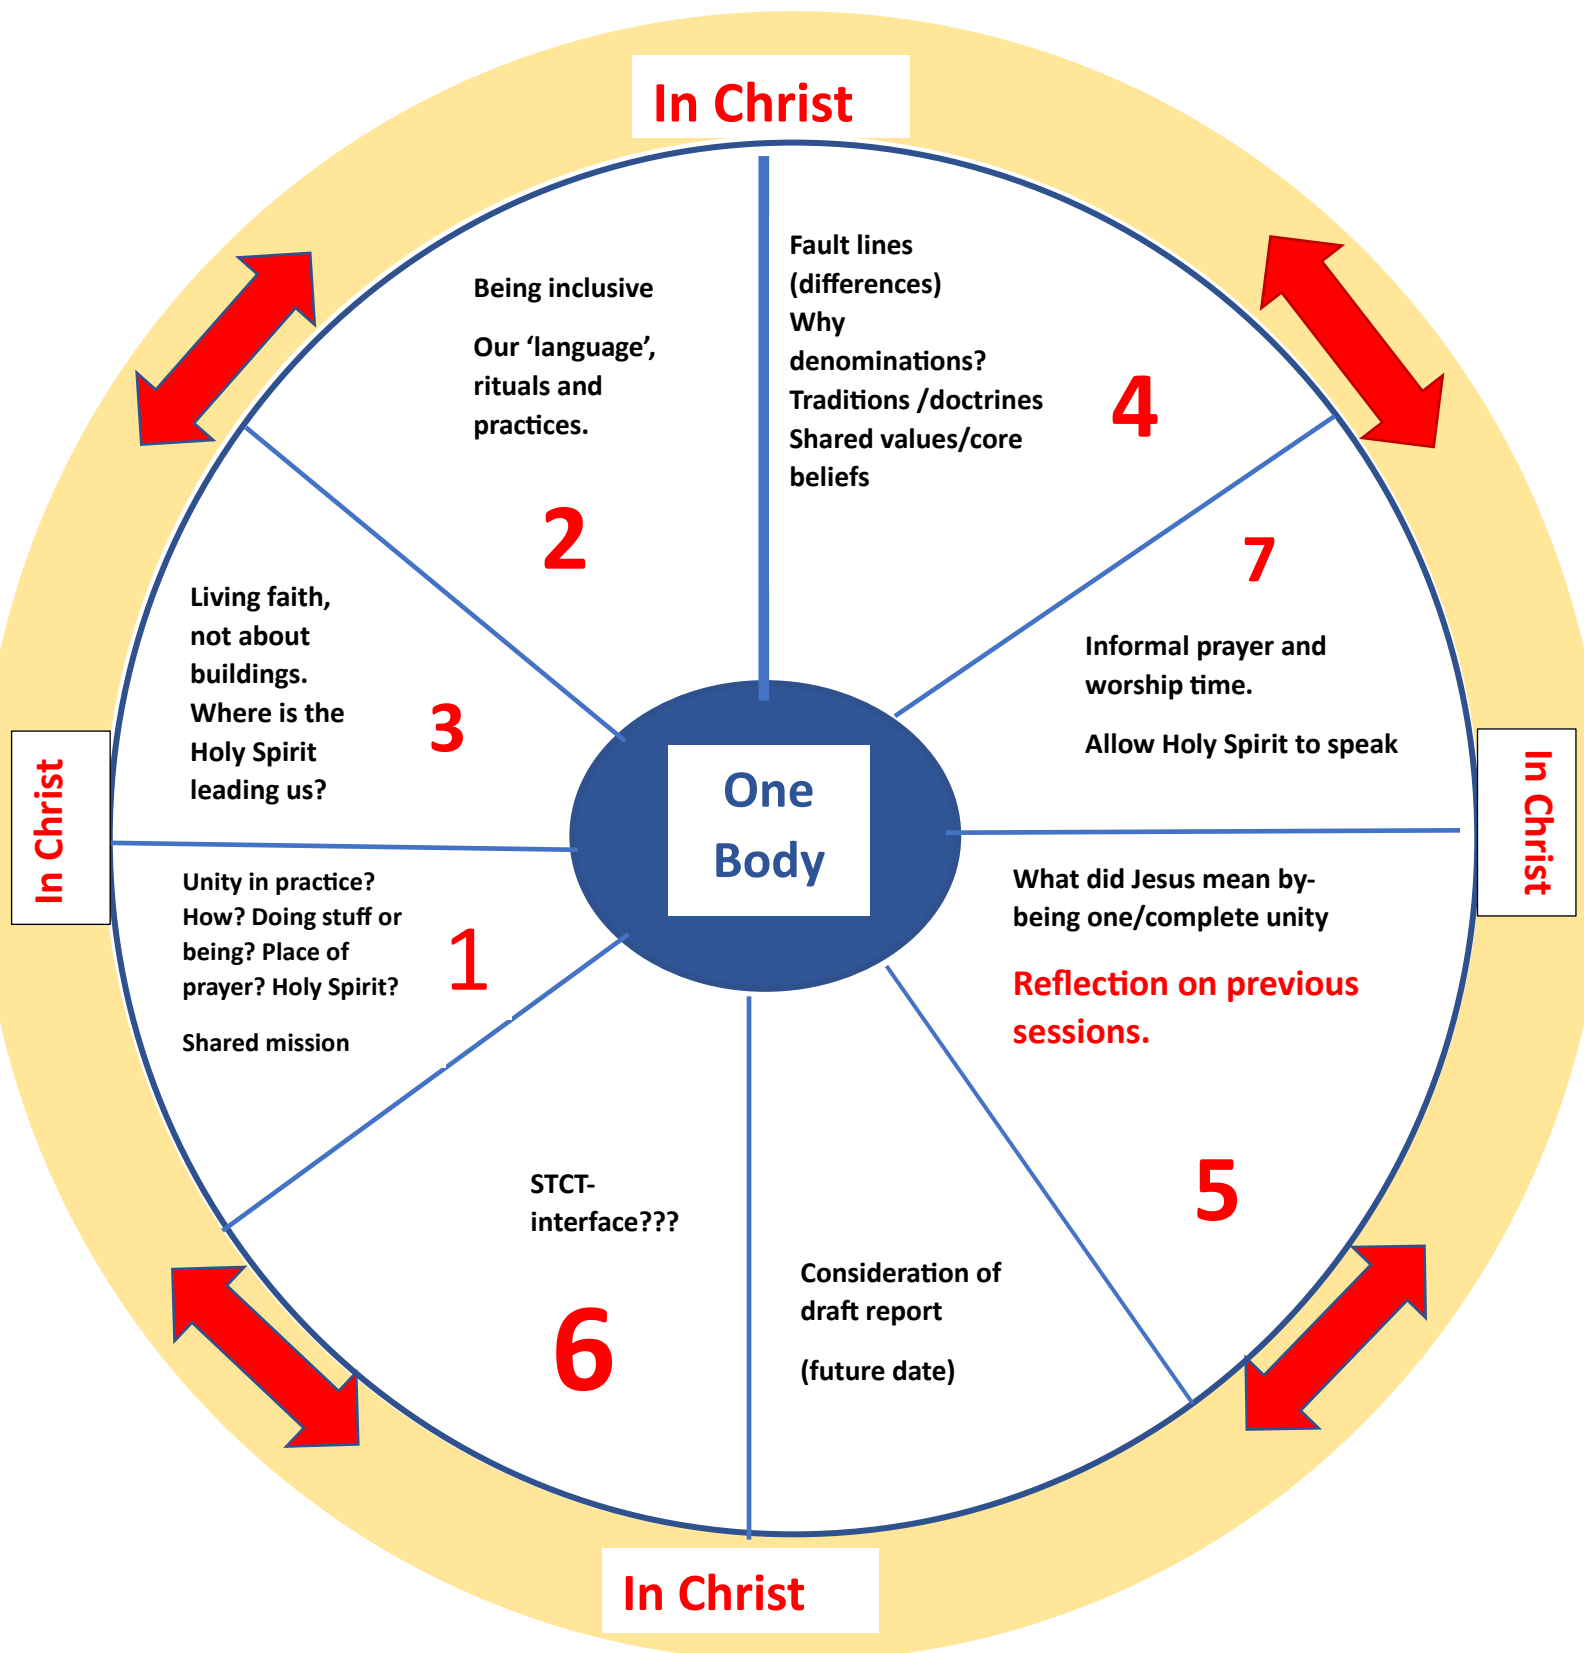 In Christ
Fault lines
(differences)
Why
denominations?
Traditions /doctrines
Shared values/core
beliefs
4
Being inclusive
Our ‘language’,
rituals and
practices.
2
7
Informal prayer and
worship time.
Allow Holy Spirit to speak
Living faith,
not about
buildings.
Where is the
Holy Spirit
leading us?
3
One
Body
In Christ
In Christ
Unity in practice?
How? Doing stuff or
being? Place of
prayer? Holy Spirit?
Shared mission
1
What did Jesus mean by-
being one/complete unity
Reflection on previous
sessions.
5
STCT-
interface???
6
Consideration of
draft report
(future date)
In Christ